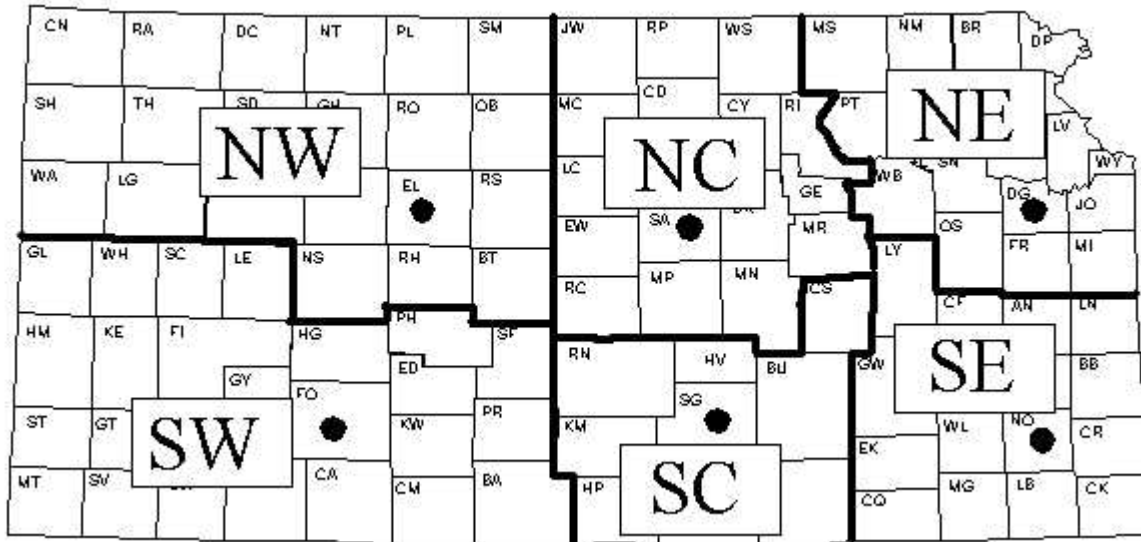 CN RA DC NT PL SM JW RP WS MS NM BR DP
SH TH SD GH RO OB MC CD CY RI PT
NW NC NE
LV
WA LG EL RS LC GE WB SN WY
DG JO
SA
EW MR OS
GL WH SC LE NS RH BT LY FR MI
RC MP MN CS
CF AN LN
HM KE FI HG PH SF
RN HV BU GW SE BB
GY ED
FO SG
ST GT SW KW PR KM WL NO CR
EK
MT SV CA CM BA HP SC MG LB CK
CQ